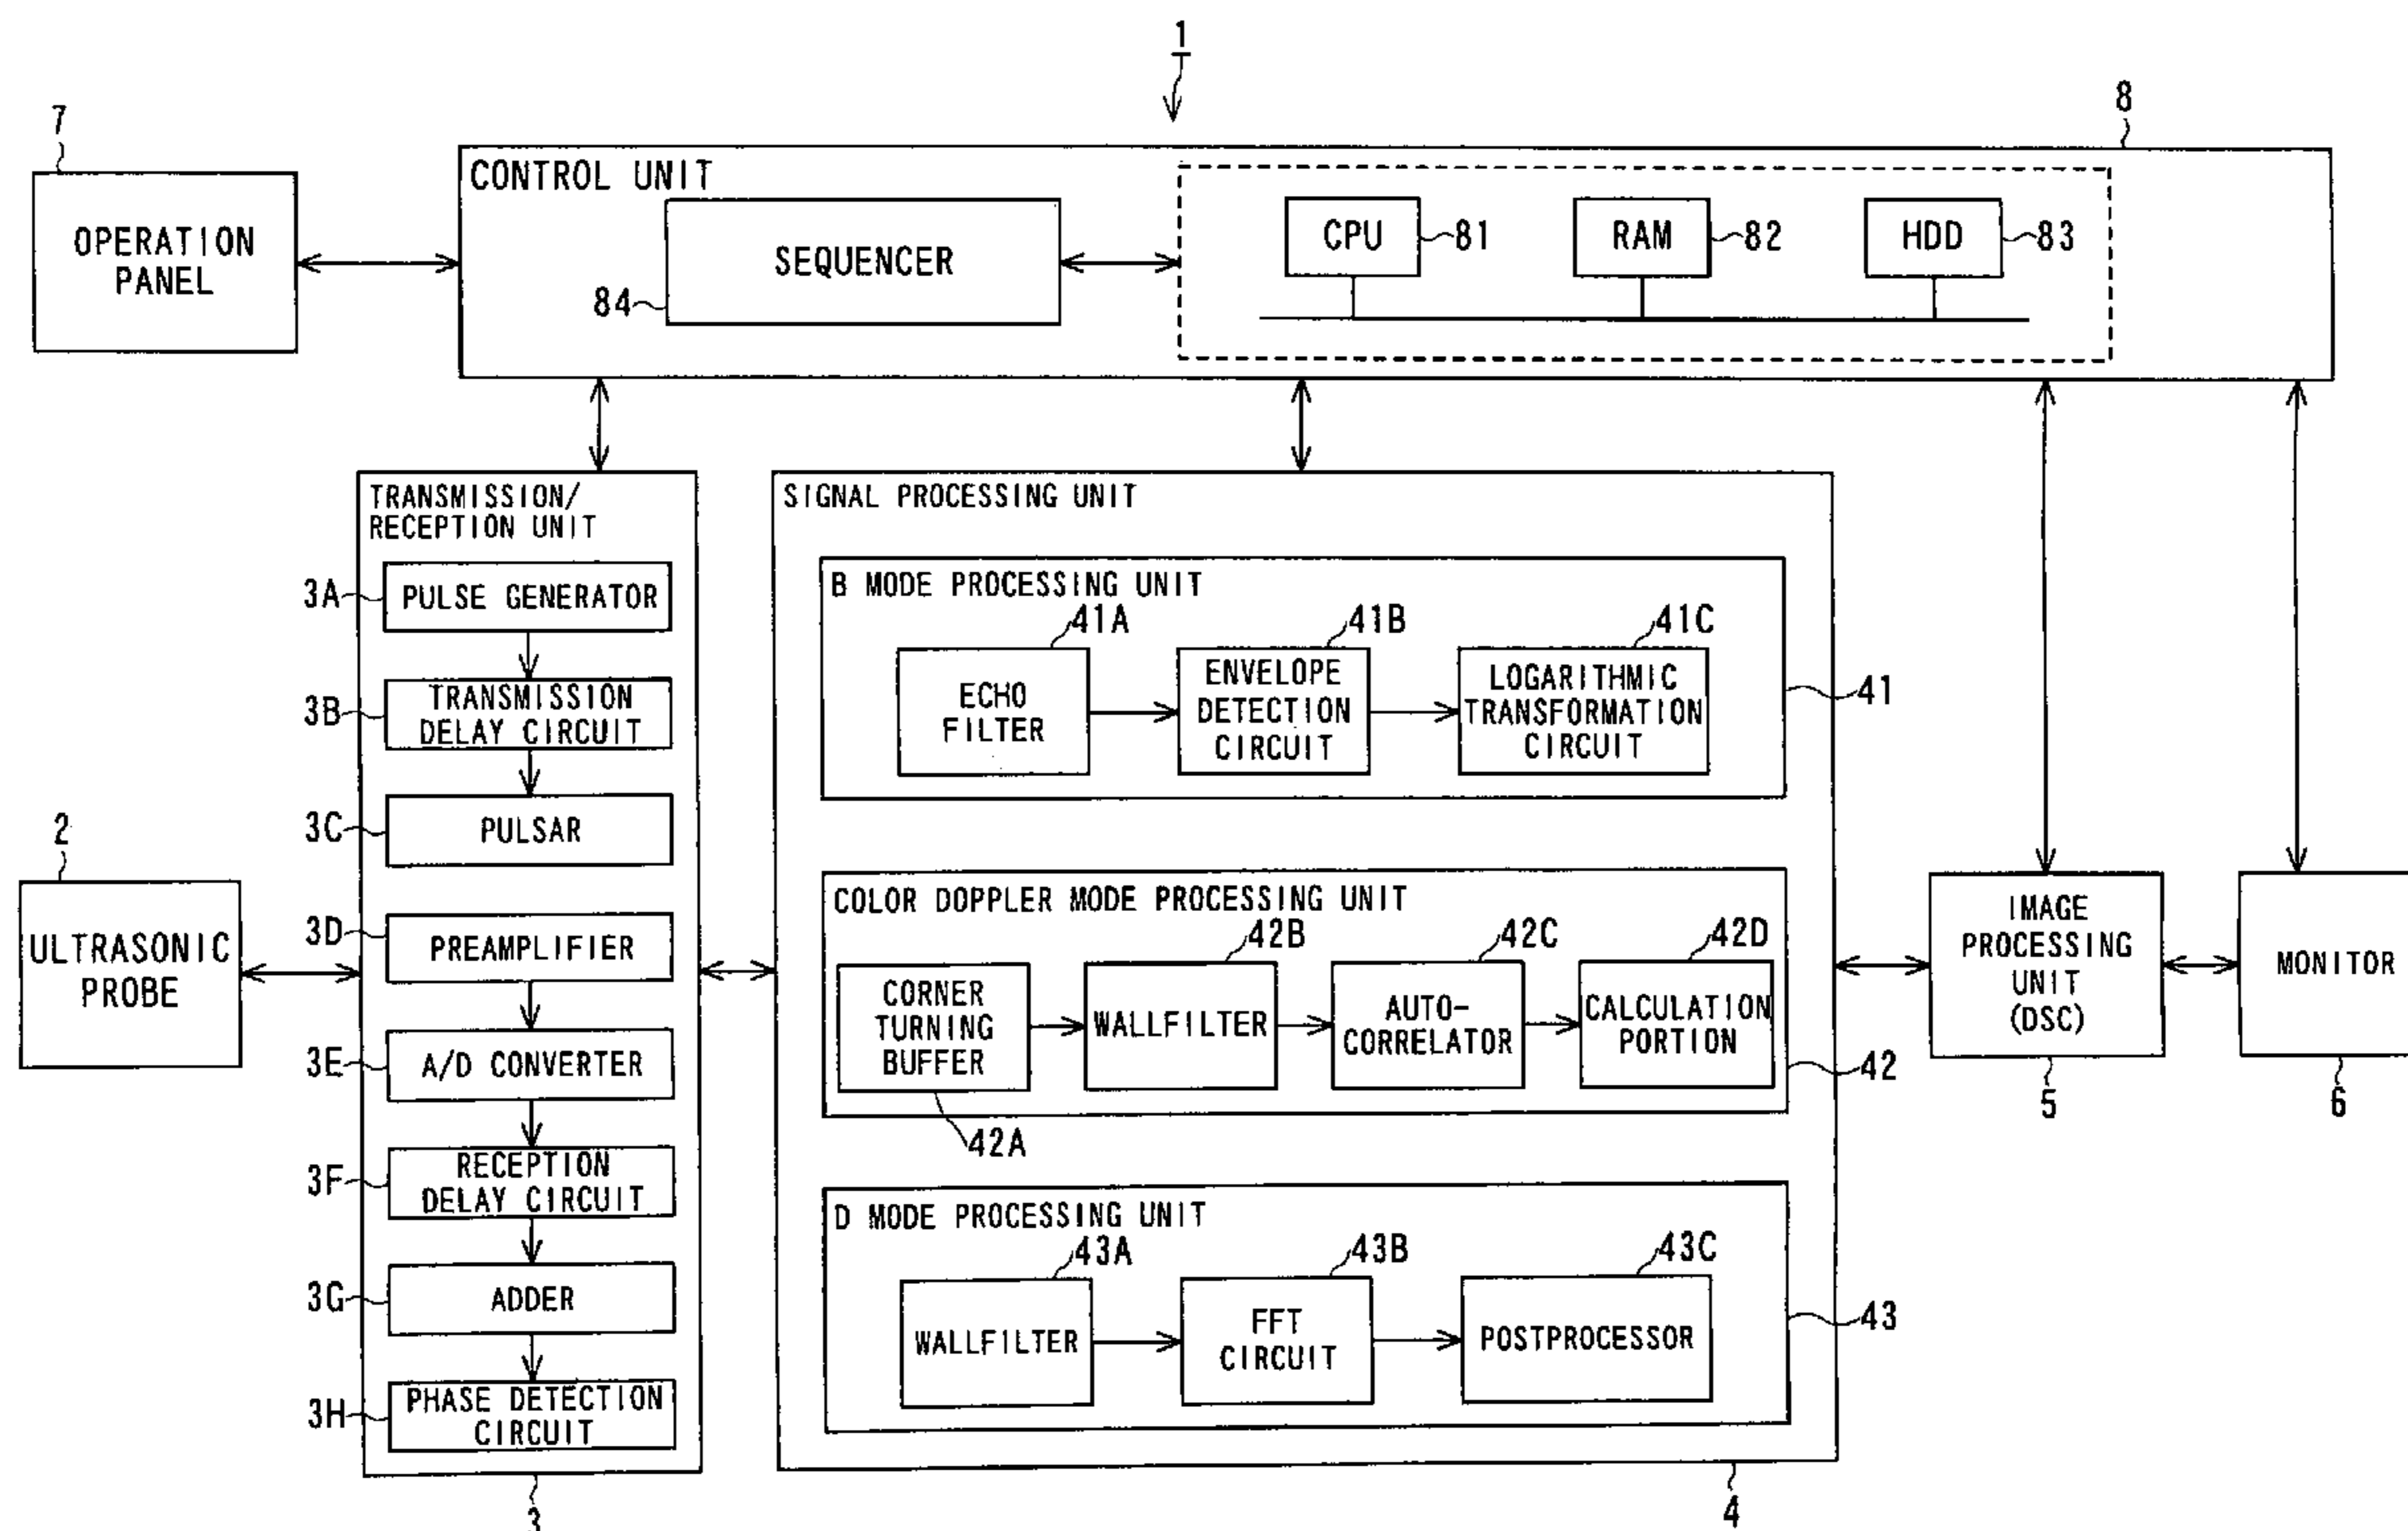 1
7
8
OPERATION
PANEL
CONTROL UNIT
SEQUENCER
84
CPU
81
RAM
82
HDD
83
TRANSMISSION/
RECEPTION UNIT
3A
PULSE GENERATOR
3B
TRANSMISSION
DELAY CIRCUIT
3C
PULSAR
3D
PREAMPLIFIER
3E
A/D CONVERTER
3F
RECEPTION
DELAY CIRCUIT
3G
ADDER
3H
PHASE DETECTION
CIRCUIT
3
2
ULTRASONIC
PROBE
SIGNAL PROCESSING UNIT
B MODE PROCESSING UNIT
41A
41B
41C
ECHO
FILTER
ENVELOPE
DETECTION
CIRCUIT
LOGARITHMIC
TRANSFORMATION
CIRCUIT
41
COLOR DOPPLER MODE PROCESSING UNIT
42B
42C
42D
CORNER
TURNING
BUFFER
WALLFILTER
AUTO-
CORRELATOR
CALCULATION
PORTION
42
42A
D MODE PROCESSING UNIT
43A
43B
43C
WALLFILTER
FFT
CIRCUIT
POSTPROCESSOR
43
4
IMAGE
PROCESSING
UNIT
(DSC)
5
MONITOR
6